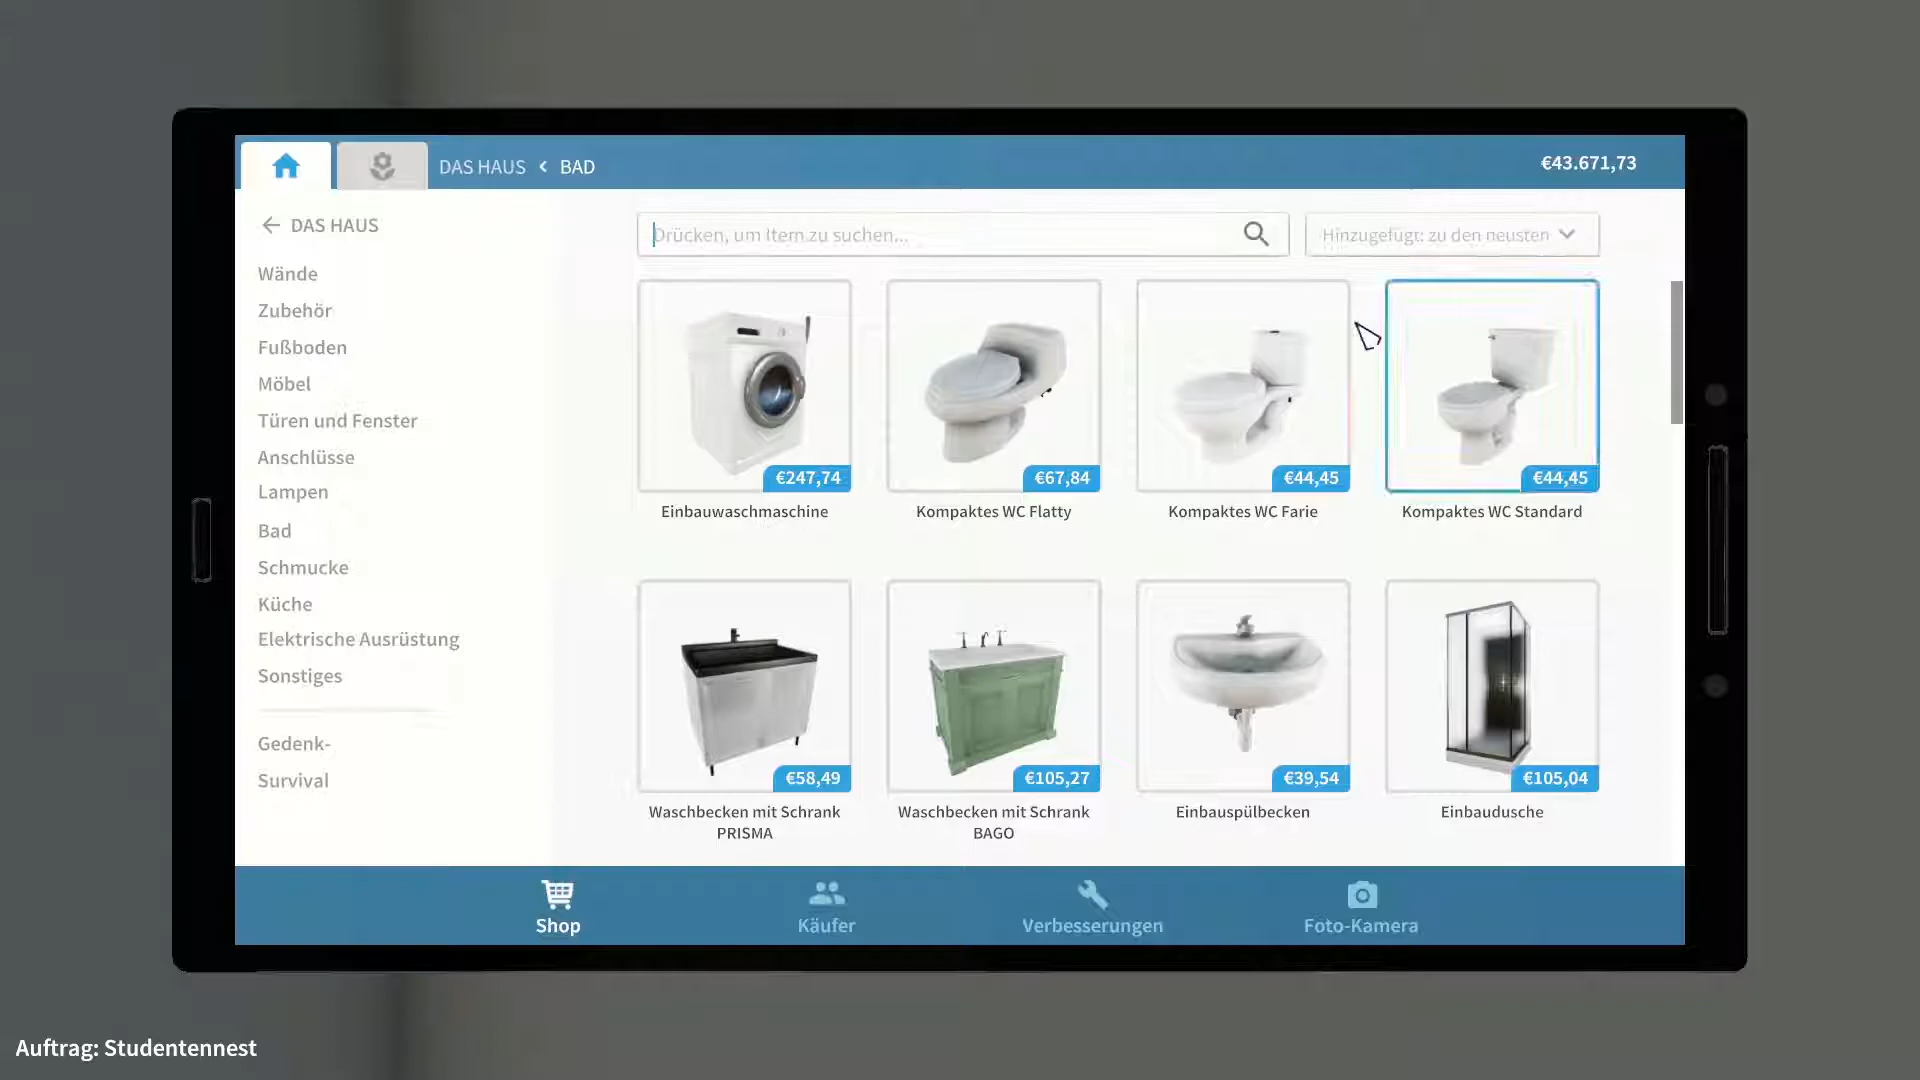 DAS HAUS < BAD
€43.671,73
DAS HAUS
Drücken, um Item zu suchen...
Hinzugefügt: zu den neusten
Wände
Zubehör
Fußboden
Möbel
Türen und Fenster
Anschlüsse
Lampen
Bad
Schmucke
Küche
Elektrische Ausrüstung
Sonstiges
Gedenk-
Survival
€247,74
€67,84
€44,45
€44,45
Einbauwaschmaschine
Kompaktes WC Flatty
Kompaktes WC Farie
Kompaktes WC Standard
€58,49
€105,27
€39,54
€105,04
Waschbecken mit Schrank
PRISMA
Waschbecken mit Schrank
BAGO
Einbauspülbecken
Einbaudusche
Shop
Käufer
Verbesserungen
Foto-Kamera
Auftrag: Studentennest